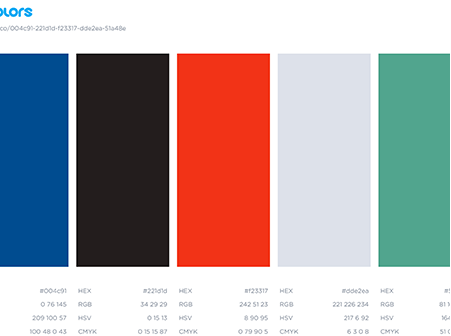 olors
co/004c91-221d1d-f23317-dde2ea-51a48e
#004c91 HEX #221d1d HEX #f23317 HEX #dde2ea HEX
0 76 145 RGB 34 29 29 RGB 242 51 23 RGB 221 226 234 RGB 81 1
209 100 57 HSV 0 15 13 HSV 8 90 95 HSV 217 6 92 HSV 164
100 48 0 43 CMYK 0 15 15 87 CMYK 0 79 90 5 CMYK 6 3 0 8 CMYK 51